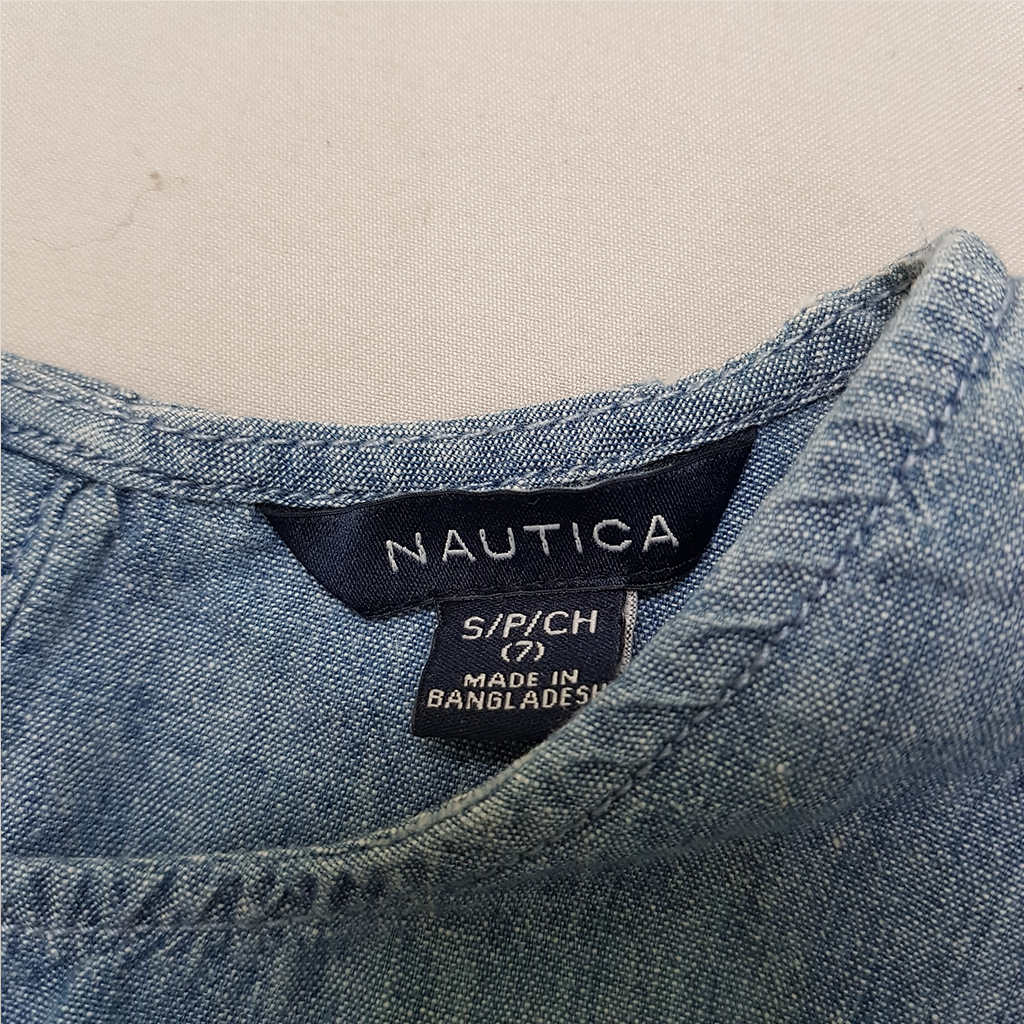 NAUTICA
S/P/CH
(7)
MADE IN
BANGLADESH